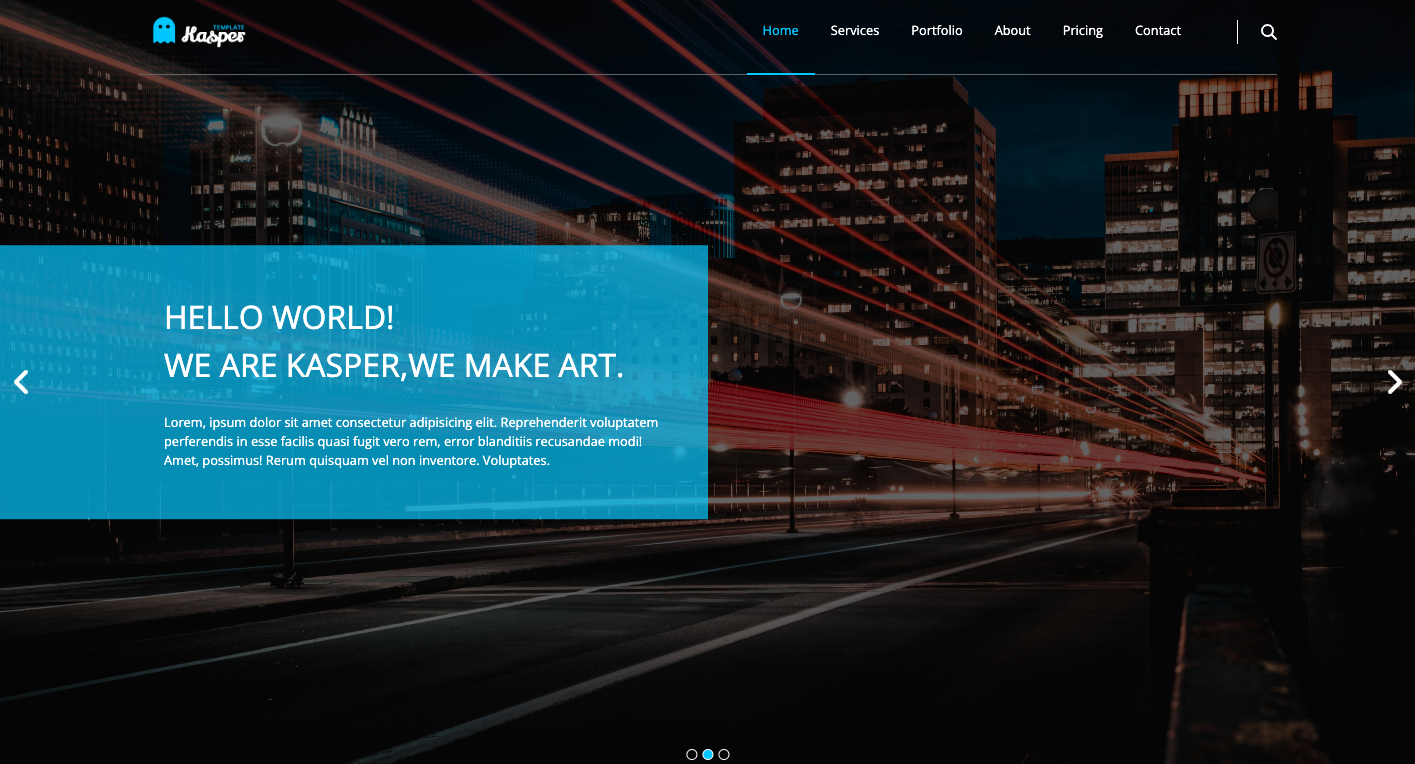 TEMPLATE
Kasper
Home Services Portfolio About Pricing Contact
HELLO WORLD!
WE ARE KASPER,WE MAKE ART.
Lorem, ipsum dolor sit amet consectetur adipisicing elit. Reprehenderit voluptatem
perferendis in esse facilis quasi fugit vero rem, error blanditiis recusandae modi!
Amet, possimus! Rerum quisquam vel non inventore. Voluptates.